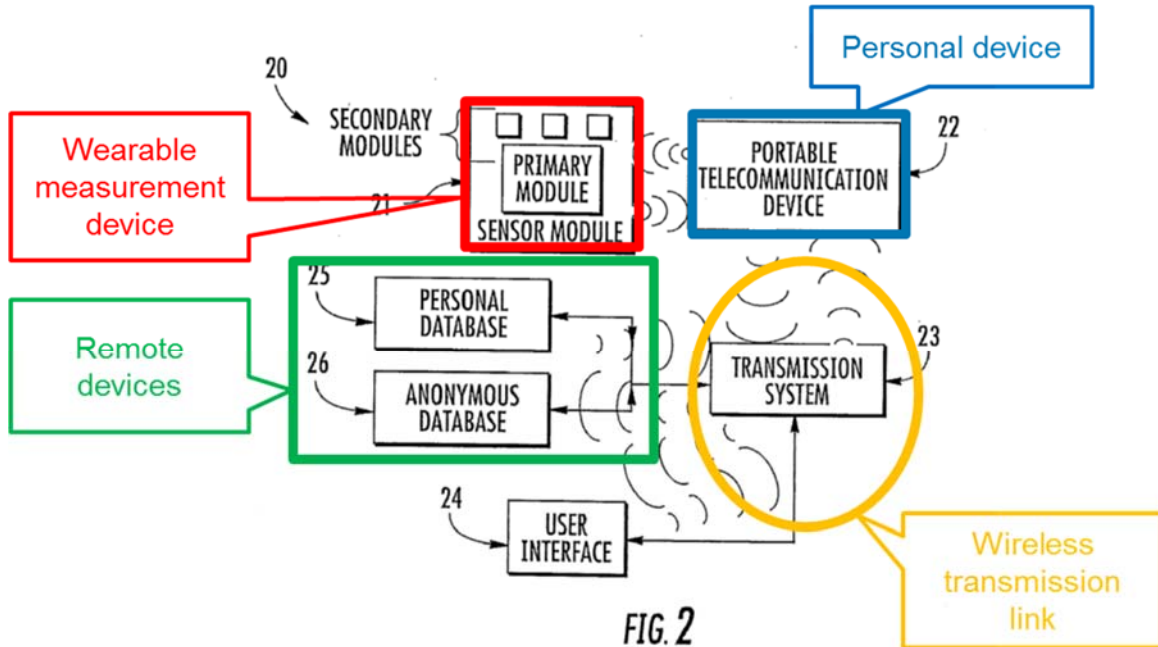 Personal device
20
SECONDARY
MODULES
22
Wearable
measurement
device
PRIMARY
MODULE
21
SENSOR MODULE
PORTABLE
TELECOMMUNICATION
DEVICE
25
PERSONAL
DATABASE
23
Remote
devices
26
ANONYMOUS
DATABASE
TRANSMISSION
SYSTEM
24
USER
INTERFACE
Wireless
transmission
link
FIG. 2